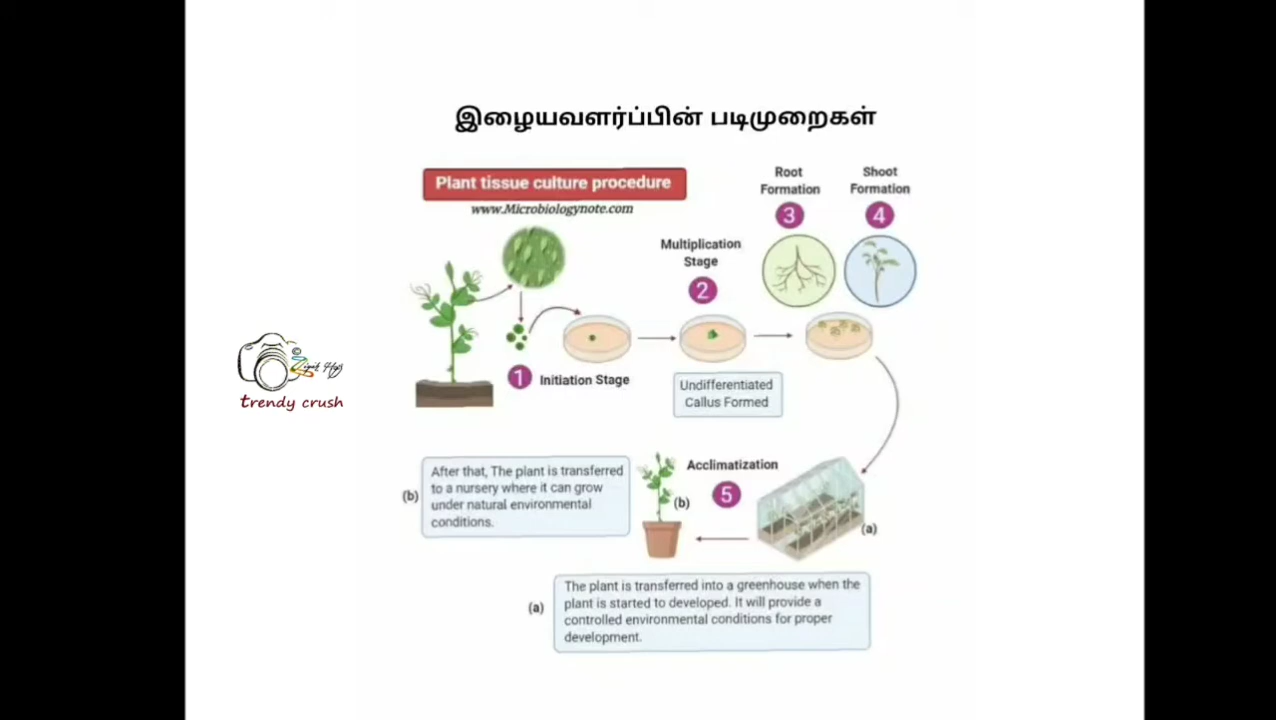 இழையவளர்ப்பின் படிமுறைகள்
Plant tissue culture procedure
www.Microbiologynote.com
Root
Formation
3
Shoot
Formation
4
Multiplication
Stage
2
1 Initiation Stage
Undifferentiated
Callus Formed
trendy crush
Acclimatization
5
(a)
(b)
(b)
After that, The plant is transferred
to a nursery where it can grow
under natural environmental
conditions.
(a)
The plant is transferred into a greenhouse when the
plant is started to developed. It will provide a
controlled environmental conditions for proper
development.